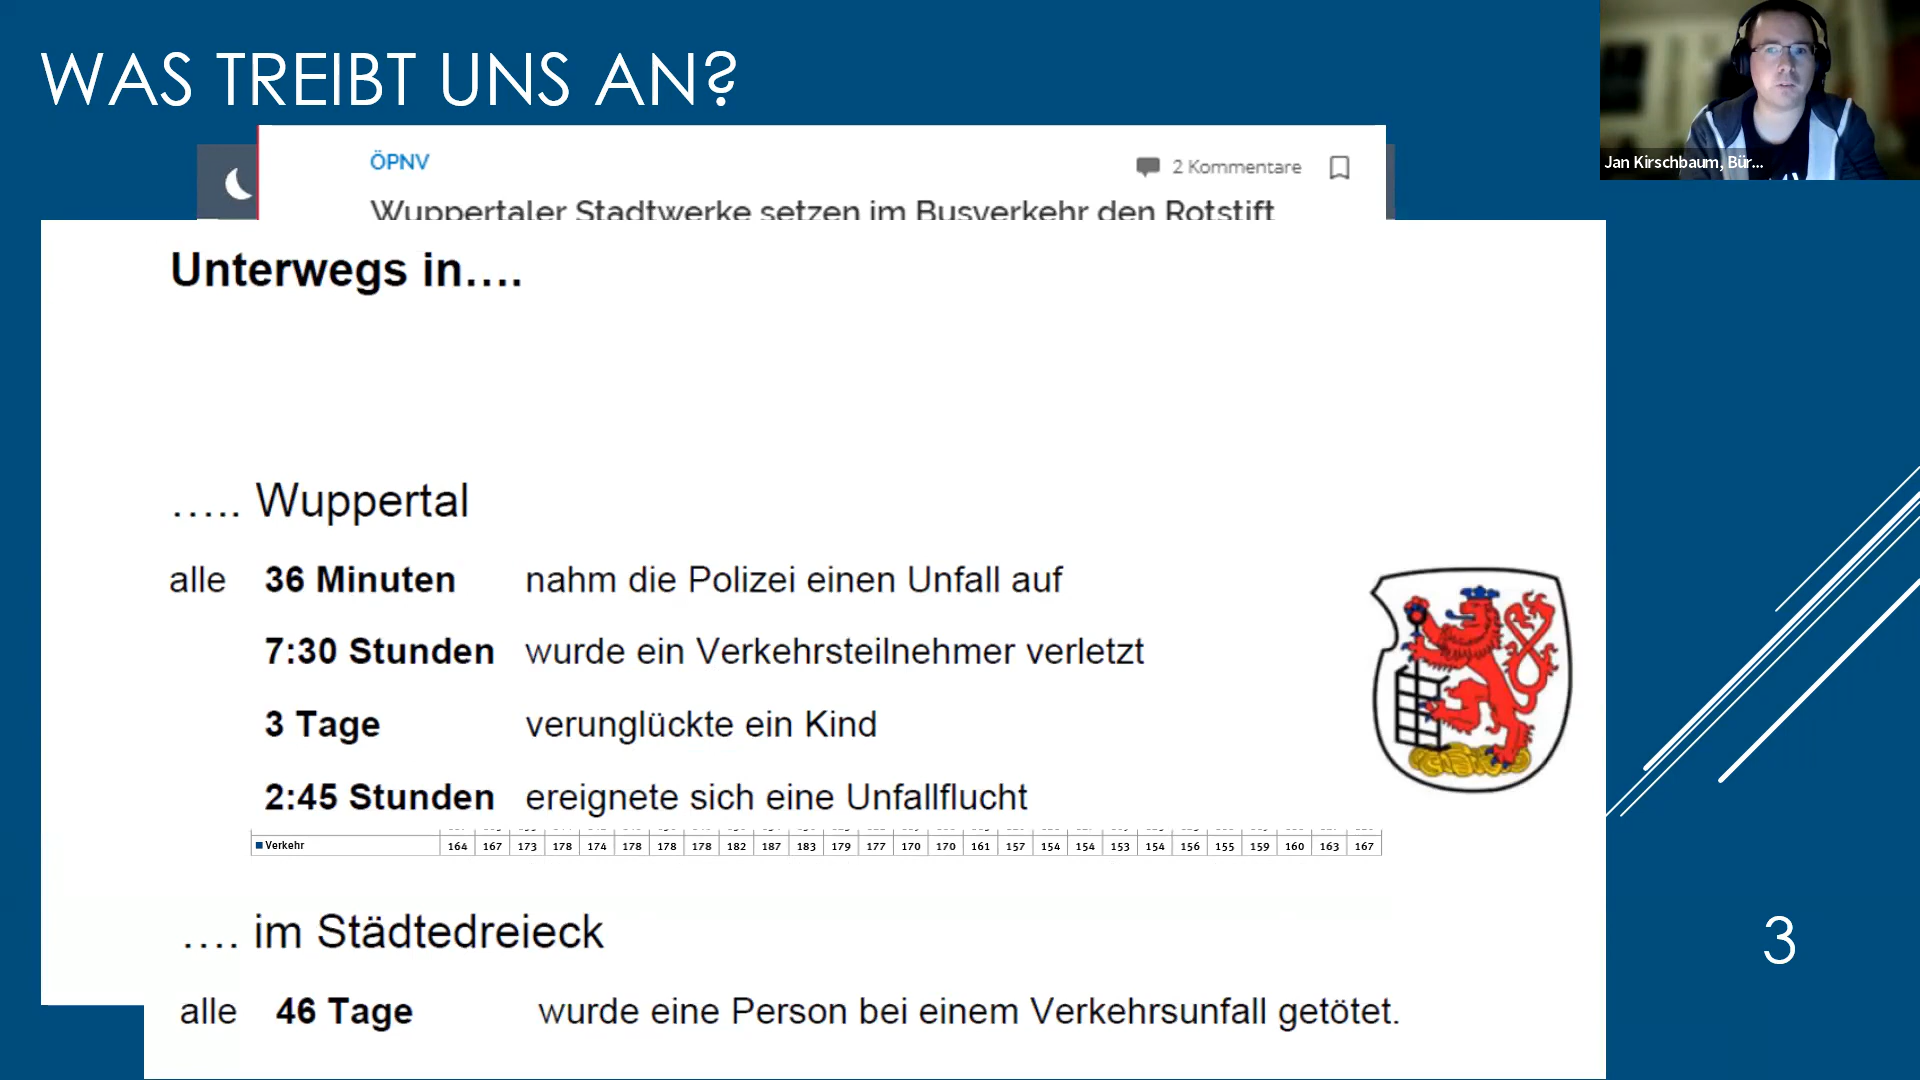 WAS TREIBT UNS AN?
Jan Kirschbaum, Bür...
ÖPNV
2 Kommentare
Wuppertaler Stadtwerke setzen im Busverkehr den Rotstift
Unterwegs in....
..... Wuppertal
alle 36 Minuten nahm die Polizei einen Unfall auf
7:30 Stunden wurde ein Verkehrsteilnehmer verletzt
3 Tage verunglückte ein Kind
2:45 Stunden ereignete sich eine Unfallflucht
Verkehr 164 167 173 178 174 178 178 178 182 187 183 179 177 170 170 161 157 154 154 153 154 156 155 159 160 163 167
.... im Städtedreieck
3
alle 46 Tage wurde eine Person bei einem Verkehrsunfall getötet.